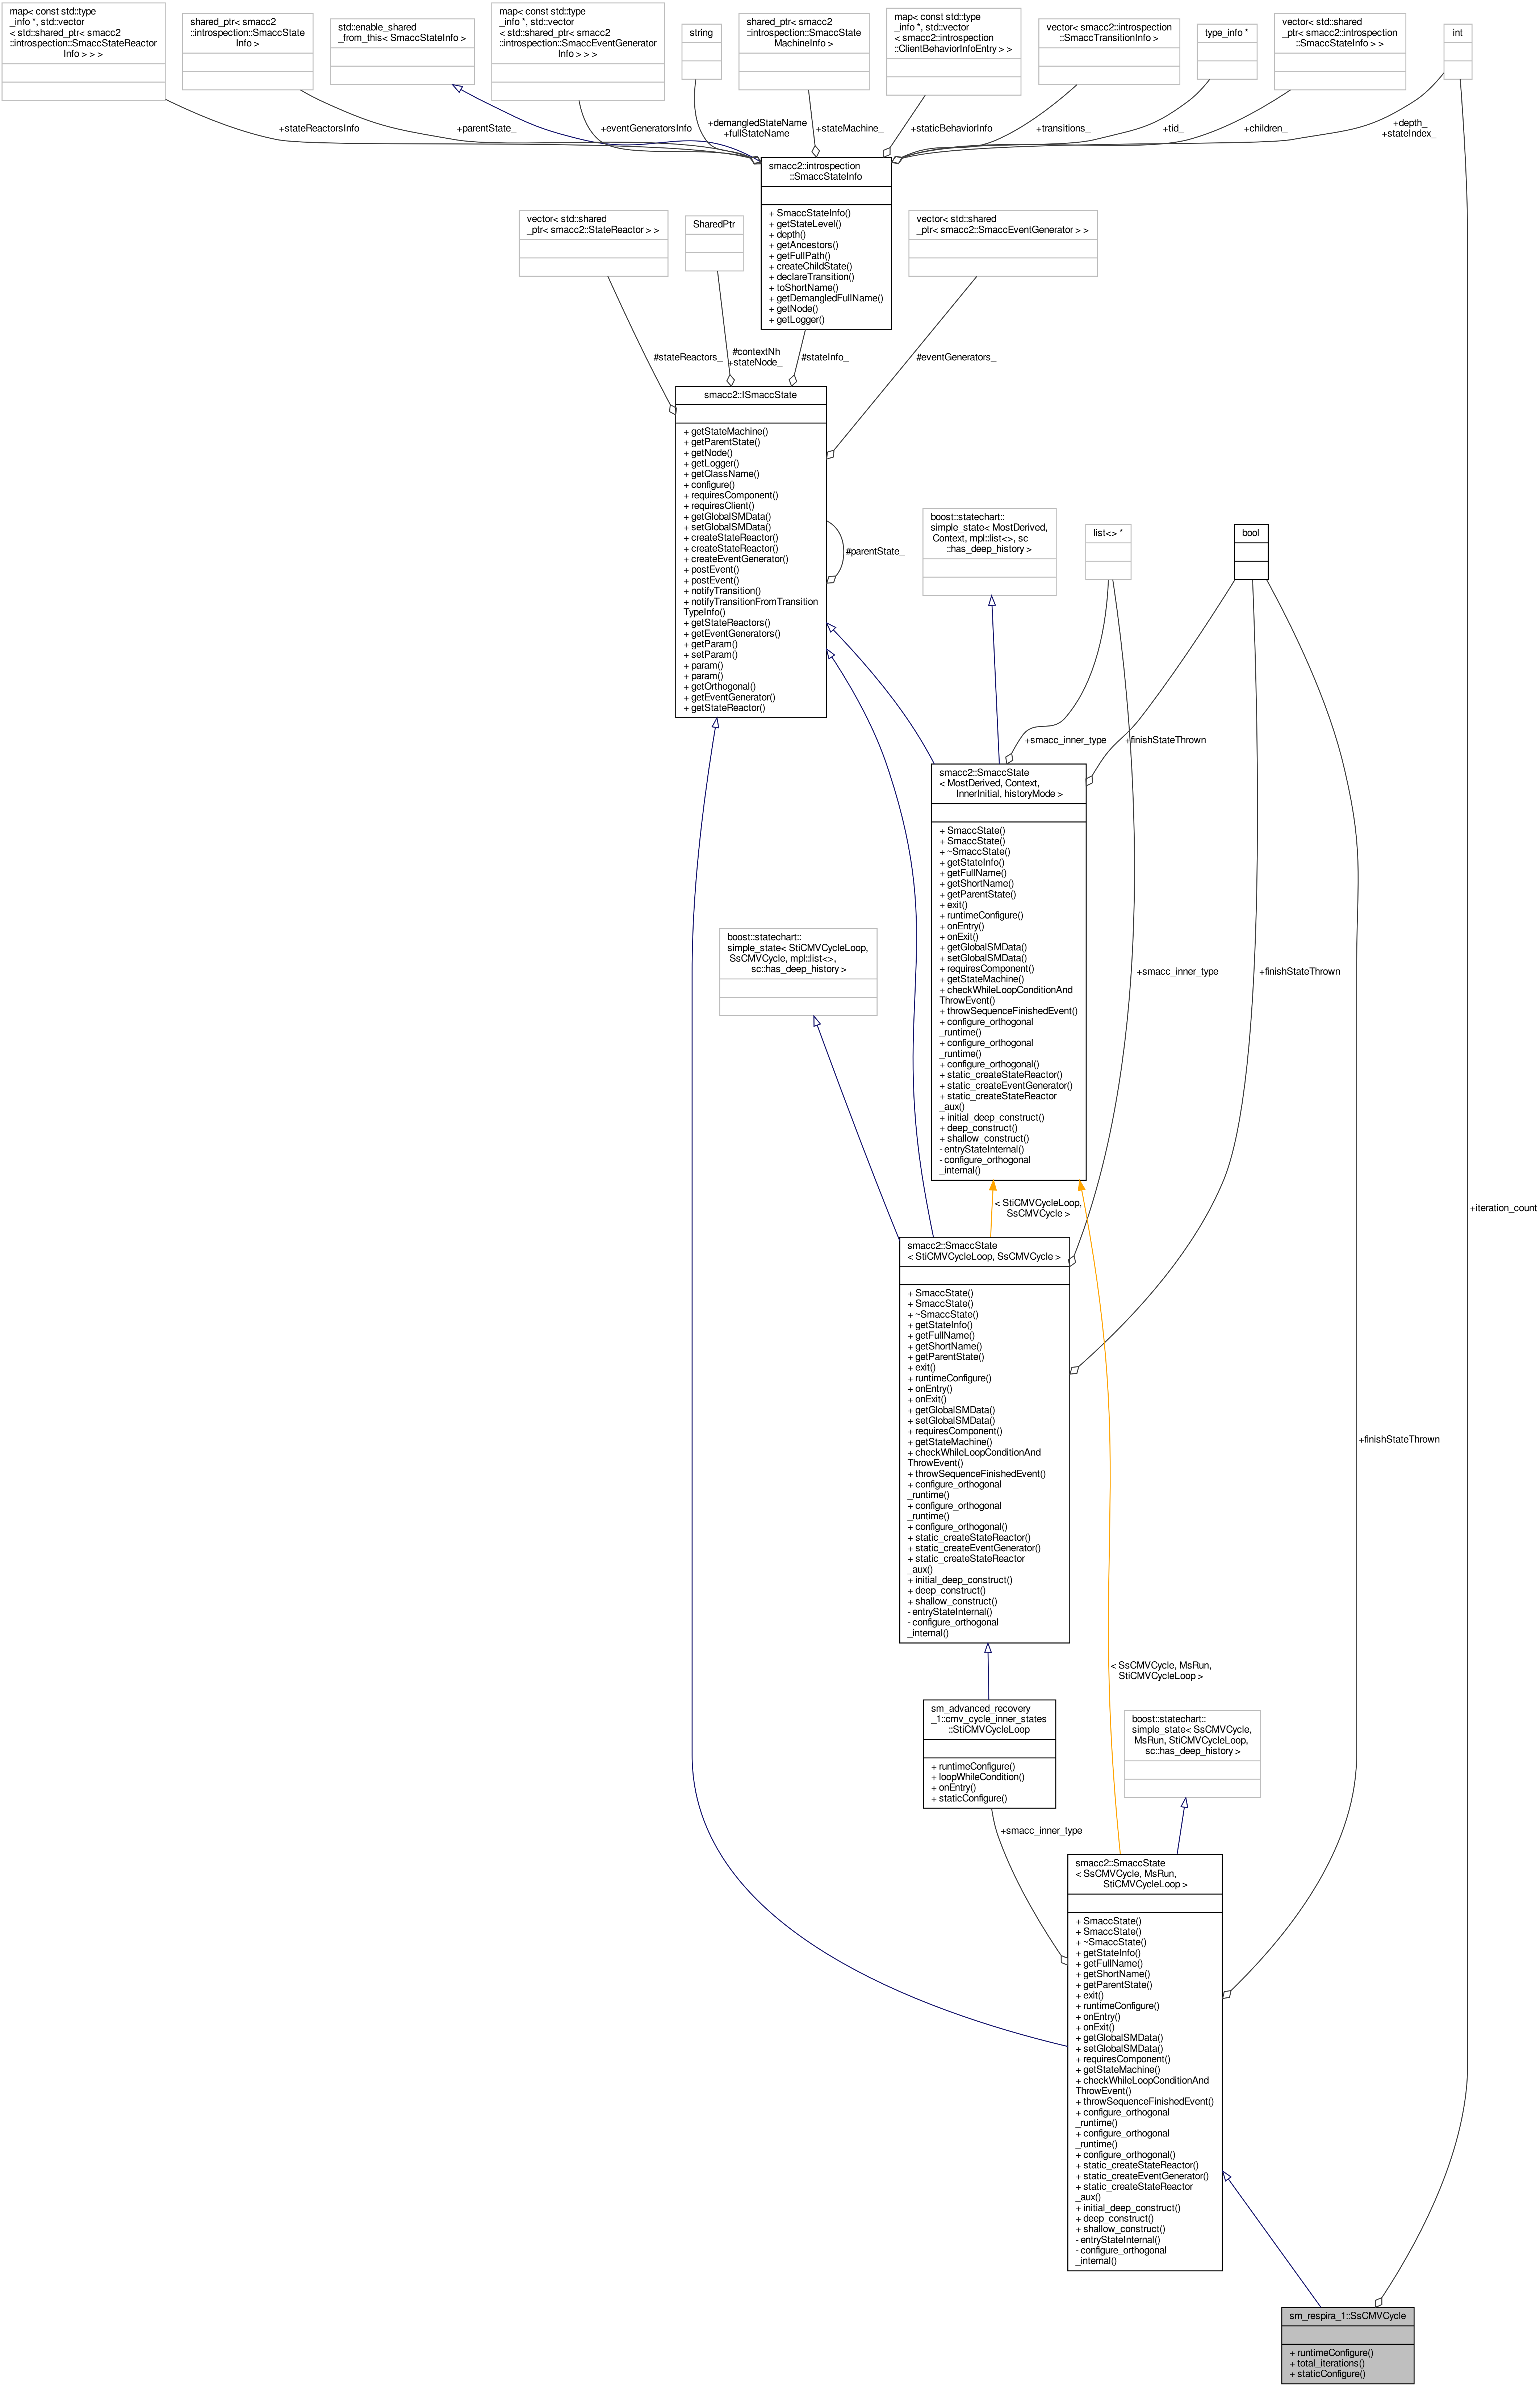 map< const std::type
_info *, std::vector
< std::shared_ptr< smacc2
::introspection::SmaccStateReactor
Info > > >
shared_ptr< smacc2
::introspection::SmaccState
Info >
std::enable_shared
_from_this< SmaccStateInfo >
map< const std::type
_info *, std::vector
< std::shared_ptr< smacc2
::introspection::SmaccEventGenerator
Info > > >
string
shared_ptr< smacc2
::introspection::SmaccState
MachineInfo >
map< const std::type
_info *, std::vector
< smacc2::introspection
::ClientBehaviorInfoEntry > >
vector< smacc2::introspection
::SmaccTransitionInfo >
type_info *
vector< std::shared
_ptr< smacc2::introspection
::SmaccStateInfo > >
int
+stateReactorsInfo
+parentState_
+eventGeneratorsInfo
+demangledStateName
+fullStateName
+stateMachine_
+staticBehaviorInfo
+transitions_
+tid_
+children_
+depth_
+stateIndex_
smacc2::introspection
::SmaccStateInfo
+ SmaccStateInfo()
+ getStateLevel()
+ depth()
+ getAncestors()
+ getFullPath()
+ createChildState()
+ declareTransition()
+ toShortName()
+ getDemangledFullName()
+ getNode()
+ getLogger()
vector< std::shared
_ptr< smacc2::StateReactor > >
SharedPtr
vector< std::shared
_ptr< smacc2::SmaccEventGenerator > >
#stateReactors_
#contextNh
+stateNode_
#stateInfo_
#eventGenerators_
smacc2::ISmaccState
+ getStateMachine()
+ getParentState()
+ getNode()
+ getLogger()
+ getClassName()
+ configure()
+ requiresComponent()
+ requiresClient()
+ getGlobalSMData()
+ setGlobalSMData()
+ createStateReactor()
+ createStateReactor()
+ createEventGenerator()
+ postEvent()
+ postEvent()
+ notifyTransition()
+ notifyTransitionFromTransition
TypeInfo()
+ getStateReactors()
+ getEventGenerators()
+ getParam()
+ setParam()
+ param()
+ param()
+ getOrthogonal()
+ getEventGenerator()
+ getStateReactor()
#parentState_
boost::statechart::
simple_state< MostDerived,
Context, mpl::list<>, sc
::has_deep_history >
list<> *
bool
+smacc_inner_type
+finishStateThrown
smacc2::SmaccState
< MostDerived, Context,
InnerInitial, historyMode >
+ SmaccState()
+ SmaccState()
+ ~SmaccState()
+ getStateInfo()
+ getFullName()
+ getShortName()
+ getParentState()
+ exit()
+ runtimeConfigure()
+ onEntry()
+ onExit()
+ getGlobalSMData()
+ setGlobalSMData()
+ requiresComponent()
+ getStateMachine()
+ checkWhileLoopConditionAnd
ThrowEvent()
+ throwSequenceFinishedEvent()
+ configure_orthogonal
_runtime()
+ configure_orthogonal
_runtime()
+ configure_orthogonal()
+ static_createStateReactor()
+ static_createEventGenerator()
+ static_createStateReactor
_aux()
+ initial_deep_construct()
+ deep_construct()
+ shallow_construct()
- entryStateInternal()
- configure_orthogonal
_internal()
boost::statechart::
simple_state< StiCMVCycleLoop,
SsCMVCycle, mpl::list<>,
sc::has_deep_history >
+smacc_inner_type
+finishStateThrown
< StiCMVCycleLoop,
SsCMVCycle >
+iteration_count
smacc2::SmaccState
< StiCMVCycleLoop, SsCMVCycle >
+ SmaccState()
+ SmaccState()
+ ~SmaccState()
+ getStateInfo()
+ getFullName()
+ getShortName()
+ getParentState()
+ exit()
+ runtimeConfigure()
+ onEntry()
+ onExit()
+ getGlobalSMData()
+ setGlobalSMData()
+ requiresComponent()
+ getStateMachine()
+ checkWhileLoopConditionAnd
ThrowEvent()
+ throwSequenceFinishedEvent()
+ configure_orthogonal
_runtime()
+ configure_orthogonal
_runtime()
+ configure_orthogonal()
+ static_createStateReactor()
+ static_createEventGenerator()
+ static_createStateReactor
_aux()
+ initial_deep_construct()
+ deep_construct()
+ shallow_construct()
- entryStateInternal()
- configure_orthogonal
_internal()
+finishStateThrown
< SsCMVCycle, MsRun,
StiCMVCycleLoop >
sm_advanced_recovery
_1::cmv_cycle_inner_states
::StiCMVCycleLoop
+ runtimeConfigure()
+ loopWhileCondition()
+ onEntry()
+ staticConfigure()
boost::statechart::
simple_state< SsCMVCycle,
MsRun, StiCMVCycleLoop,
sc::has_deep_history >
+smacc_inner_type
smacc2::SmaccState
< SsCMVCycle, MsRun,
StiCMVCycleLoop >
+ SmaccState()
+ SmaccState()
+ ~SmaccState()
+ getStateInfo()
+ getFullName()
+ getShortName()
+ getParentState()
+ exit()
+ runtimeConfigure()
+ onEntry()
+ onExit()
+ getGlobalSMData()
+ setGlobalSMData()
+ requiresComponent()
+ getStateMachine()
+ checkWhileLoopConditionAnd
ThrowEvent()
+ throwSequenceFinishedEvent()
+ configure_orthogonal
_runtime()
+ configure_orthogonal
_runtime()
+ configure_orthogonal()
+ static_createStateReactor()
+ static_createEventGenerator()
+ static_createStateReactor
_aux()
+ initial_deep_construct()
+ deep_construct()
+ shallow_construct()
- entryStateInternal()
- configure_orthogonal
_internal()
sm_respira_1::SsCMVCycle
+ runtimeConfigure()
+ total_iterations()
+ staticConfigure()